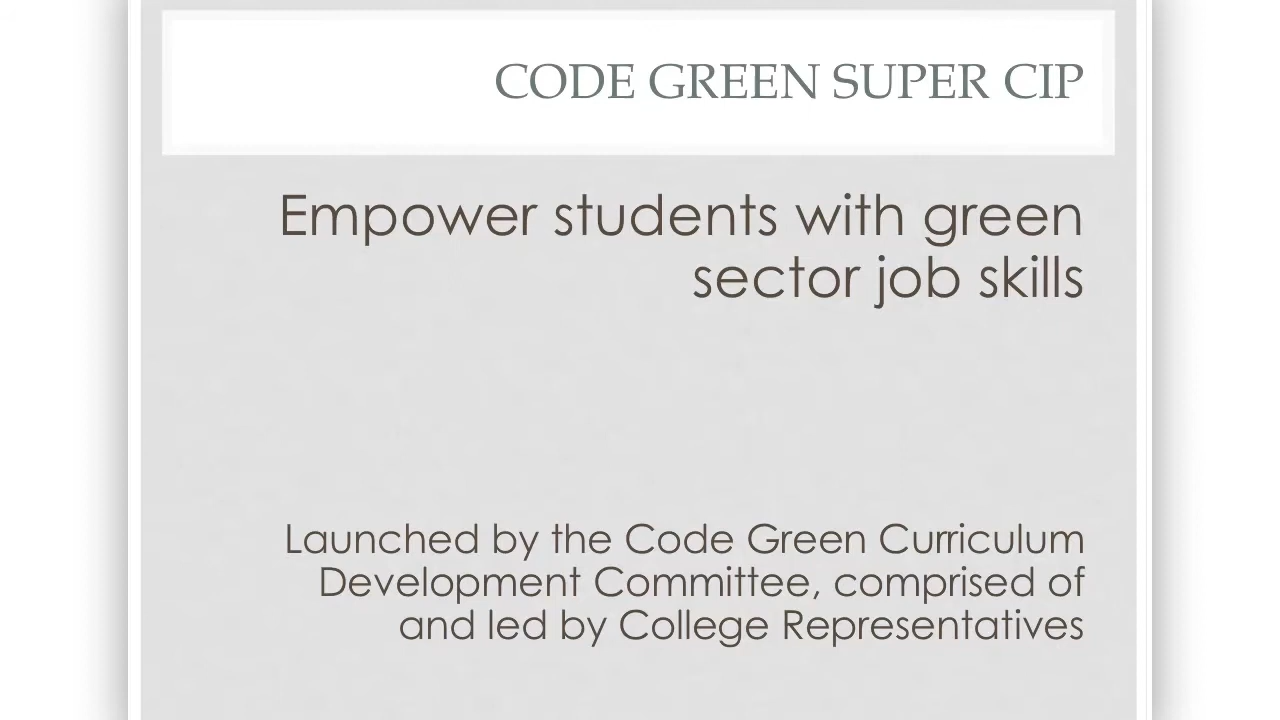 CODE GREEN SUPER CIP
Empower students with green
sector job skills
Launched by the Code Green Curriculum
Development Committee, comprised of
and led by College Representatives